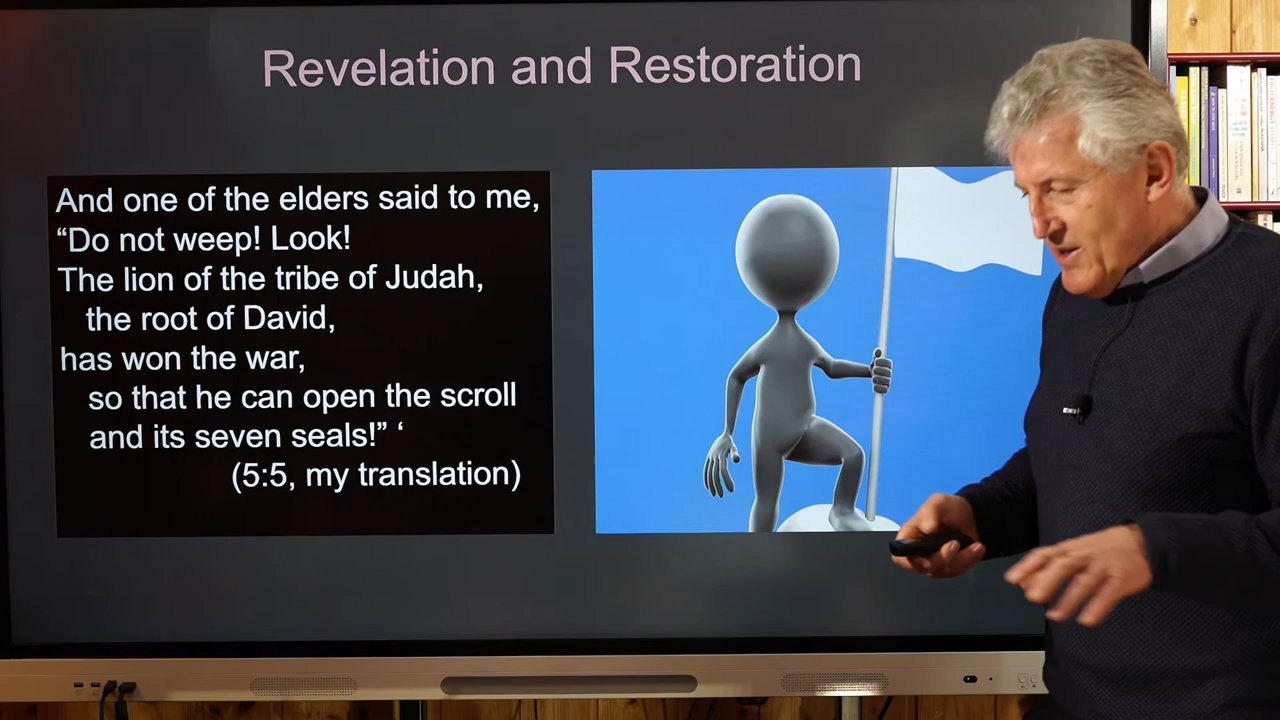 Revelation and Restoration
And one of the elders said to me,
“Do not weep! Look!
The lion of the tribe of Judah,
the root of David,
has won the war,
so that he can open the scroll
and its seven seals!” ‘
(5:5, my translation)